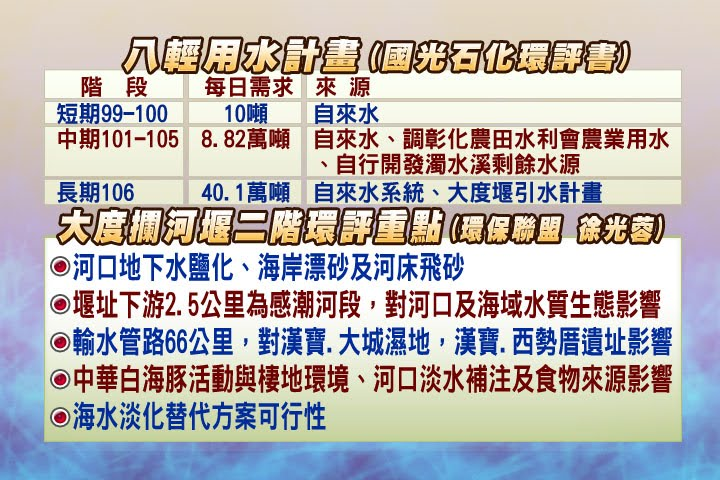 八輕用水計畫(國光石化環評書)
階 段 每日需求 來 源
短期99-100 10噸 自來水
中期101-105 8.82萬噸 自來水、調彰化農田水利會農業用水
、自行開發濁水溪剩餘水源
長期106 40.1萬噸 自來水系統、大度堰引水計畫
大度攔河堰二階環評重點(環保聯盟 徐光蓉)
河口地下水鹽化、海岸漂砂及河床飛砂
堰址下游2.5公里為感潮河段，對河口及海域水質生態影響
輸水管路66公里，對漢寶.大城濕地，漢寶.西勢厝遺址影響
中華白海豚活動與棲地環境、河口淡水補注及食物來源影響
海水淡化替代方案可行性